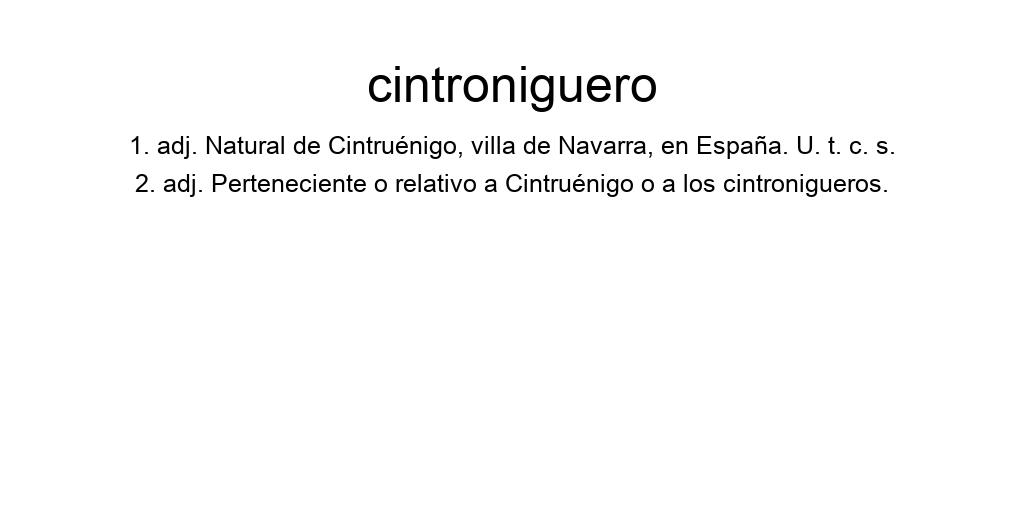 cintroniguero
1. adj. Natural de Cintruénigo, villa de Navarra, en España. U. t. c. s.
2. adj. Perteneciente o relativo a Cintruénigo o a los cintronigueros.